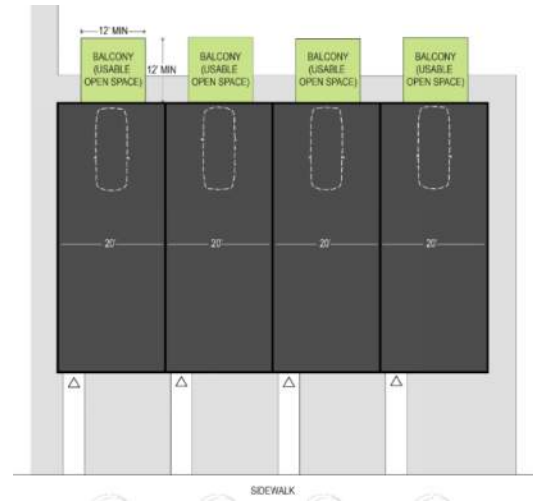 12' MIN
BALCONY
(USABLE
OPEN SPACE)
12' MIN
BALCONY
(USABLE
OPEN SPACE)
BALCONY
(USABLE
OPEN SPACE)
BALCONY
(USABLE
OPEN SPACE)
20'
20'
20'
20'
SIDEWALK